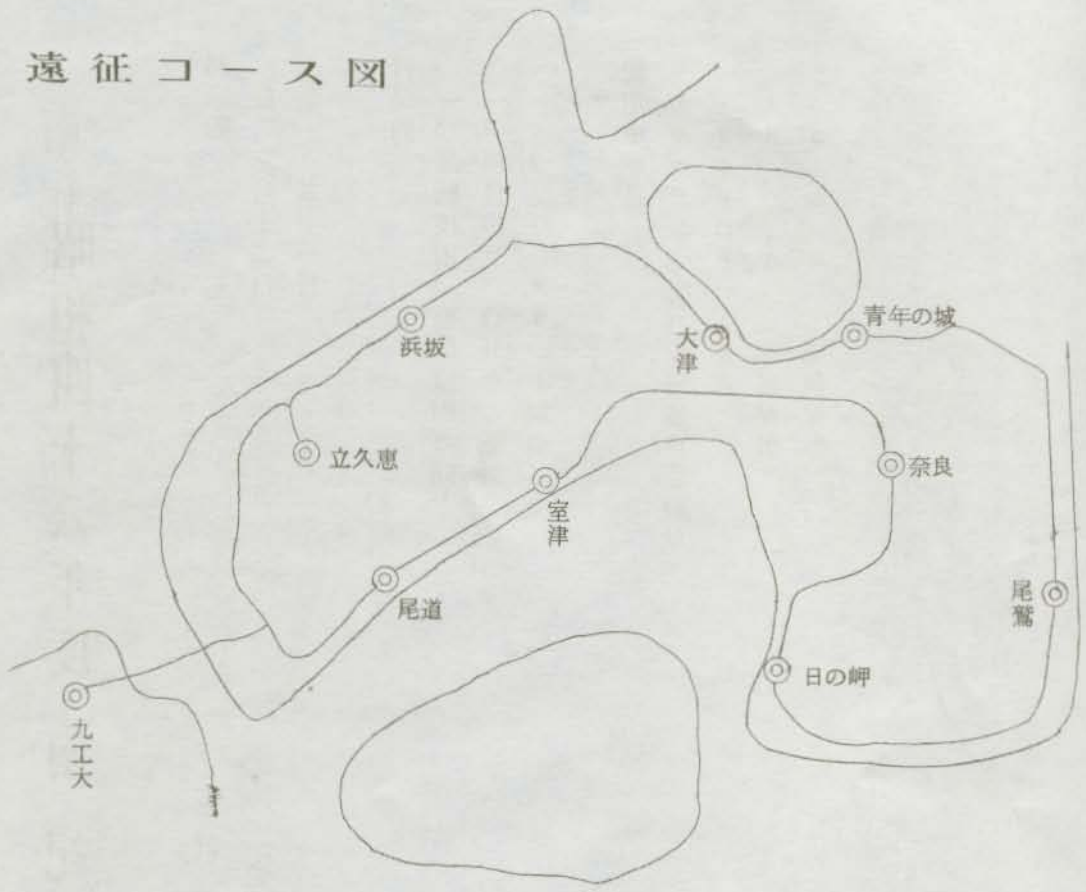 遠征コース図
浜坂
大津
青年の城
立久恵
室津
奈良
尾道
尾鷲
日の岬
九工大